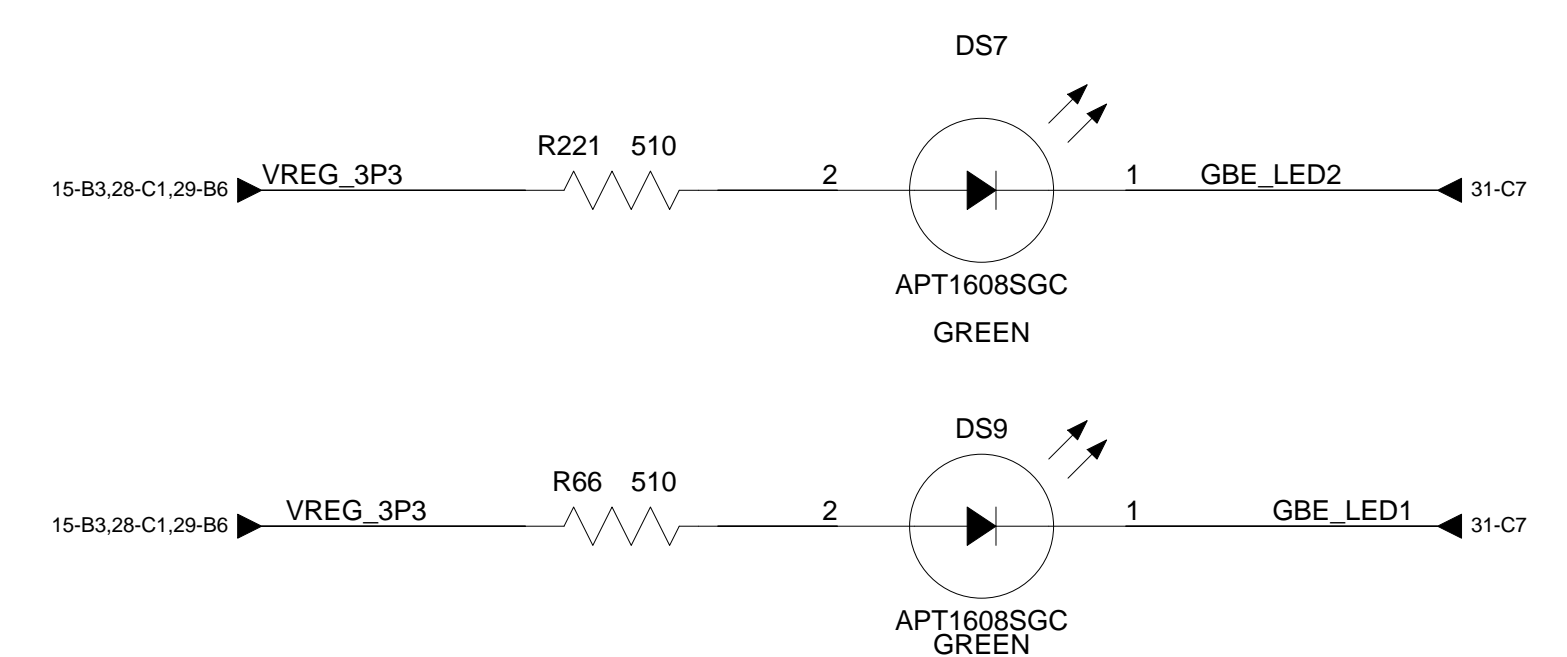 DS7
R221 510
15-B3,28-C1,29-B6 VREG_3P3 2 1 GBE_LED2 31-C7
APT1608SGC
GREEN
DS9
R66 510
15-B3,28-C1,29-B6 VREG_3P3 2 1 GBE_LED1 31-C7
APT1608SGC
GREEN